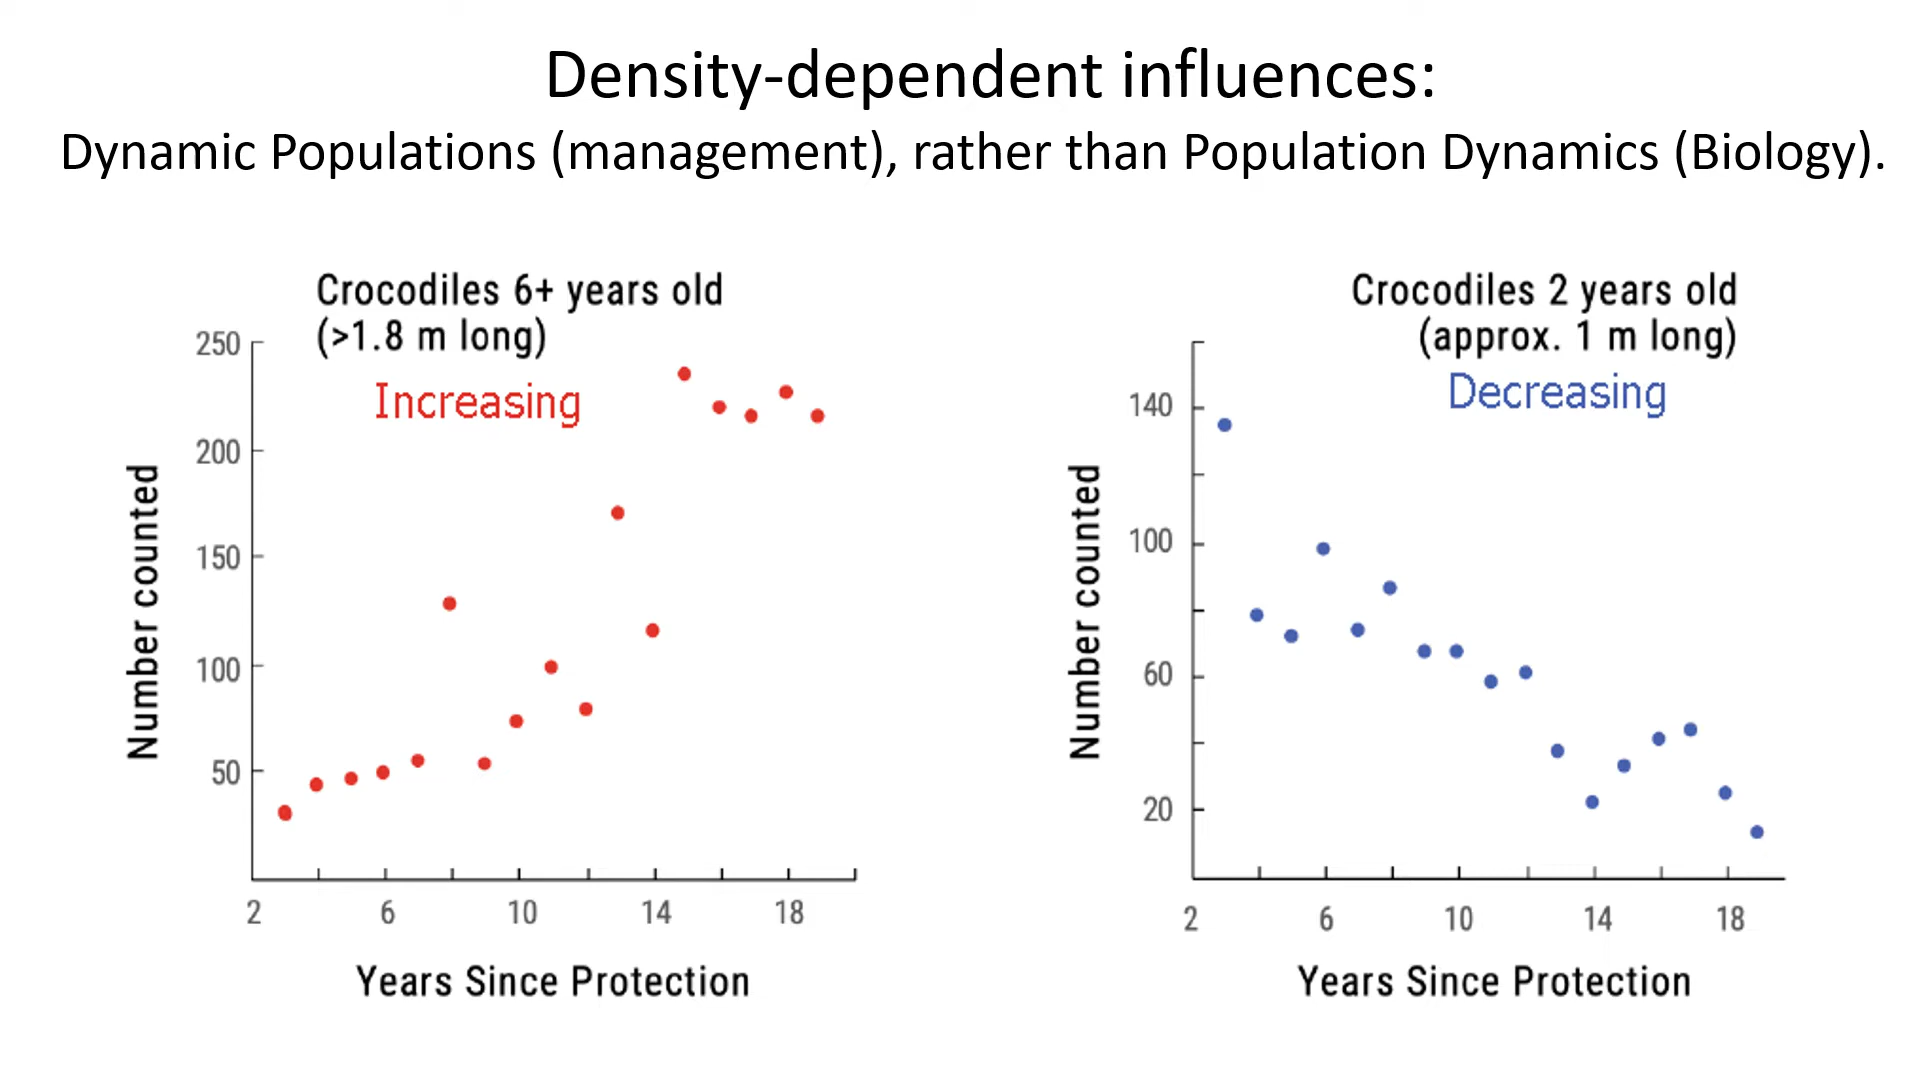 Density-dependent influences:
Dynamic Populations (management), rather than Population Dynamics (Biology).
Crocodiles 6+ years old
(>1.8 m long)
Increasing
250
200
150
100
50
Number counted
2 6 10 14 18
Years Since Protection
Crocodiles 2 years old
(approx. 1 m long)
Decreasing
140
100
60
20
Number counted
2 6 10 14 18
Years Since Protection